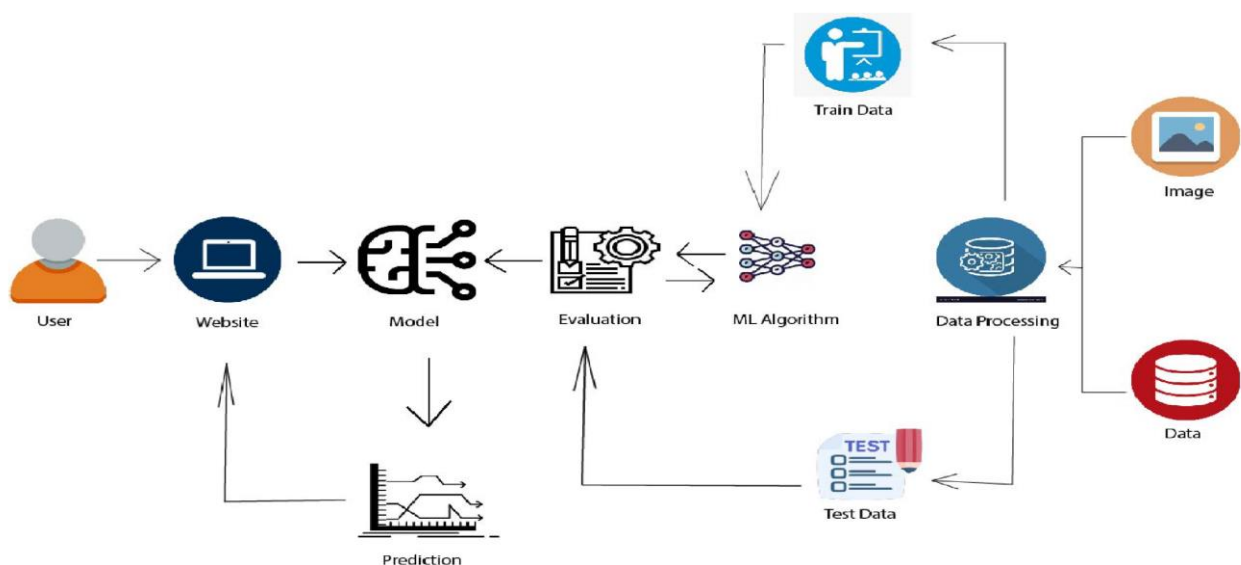 Train Data
Image
User
Website
Model
Evaluation
ML Algorithm
Data Processing
Data
TEST
Test Data
Prediction